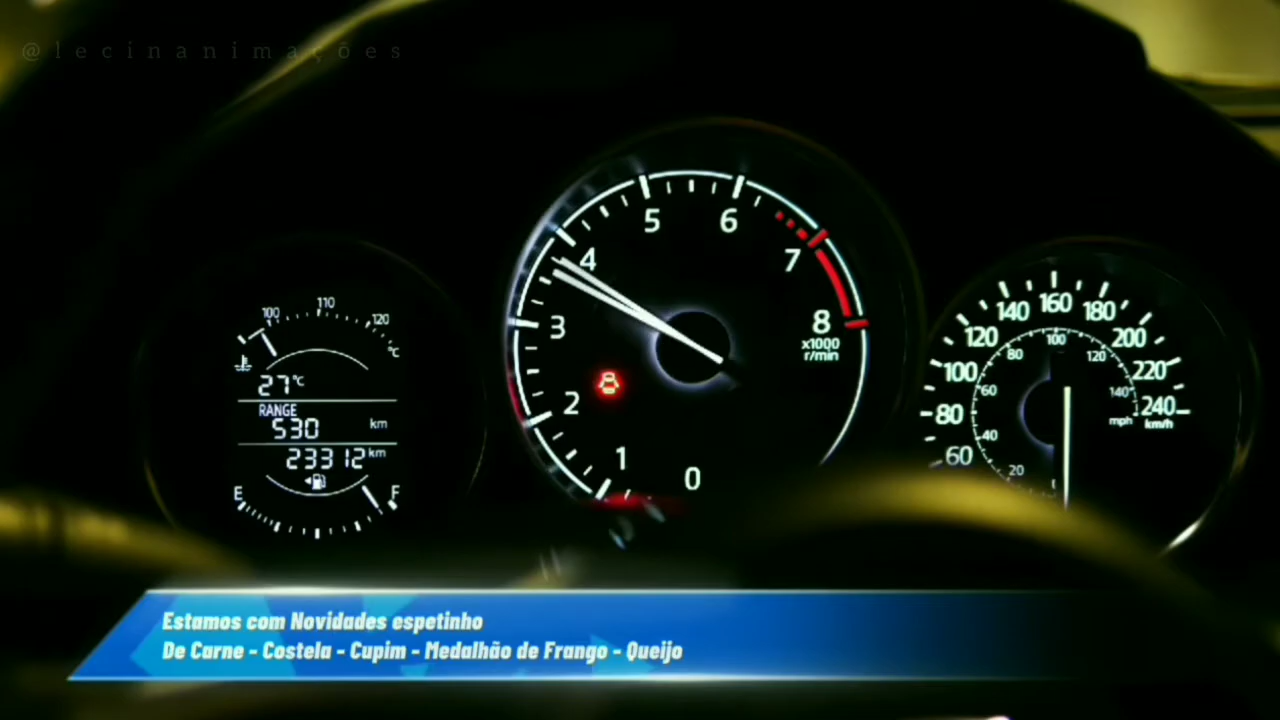 @lecinanimações
5 6
4 7
3 8
x1000
r/min
2
1 0
100 110 120
°C
27°C
RANGE
530 km
23312 km
E F
60 80 100 120 140 160 180 200 220 240
km/h
20 40 60 80 100 120 140
mph
Estamos com Novidades espetinho
De Carne - Costela - Cupim - Medalhão de Frango - Queijo